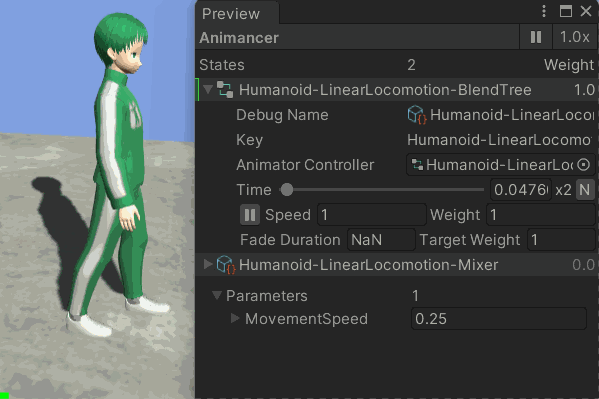 Preview
Animancer 1.0x
States 2 Weight
Humanoid-LinearLocomotion-BlendTree 1.0
Debug Name Humanoid-LinearLocor
Key Humanoid-LinearLocomo
Animator Controller Humanoid-LinearLoc
Time 0.0476 x2 N
Speed 1 Weight 1
Fade Duration NaN Target Weight 1
Humanoid-LinearLocomotion-Mixer 0.0
Parameters 1
MovementSpeed 0.25